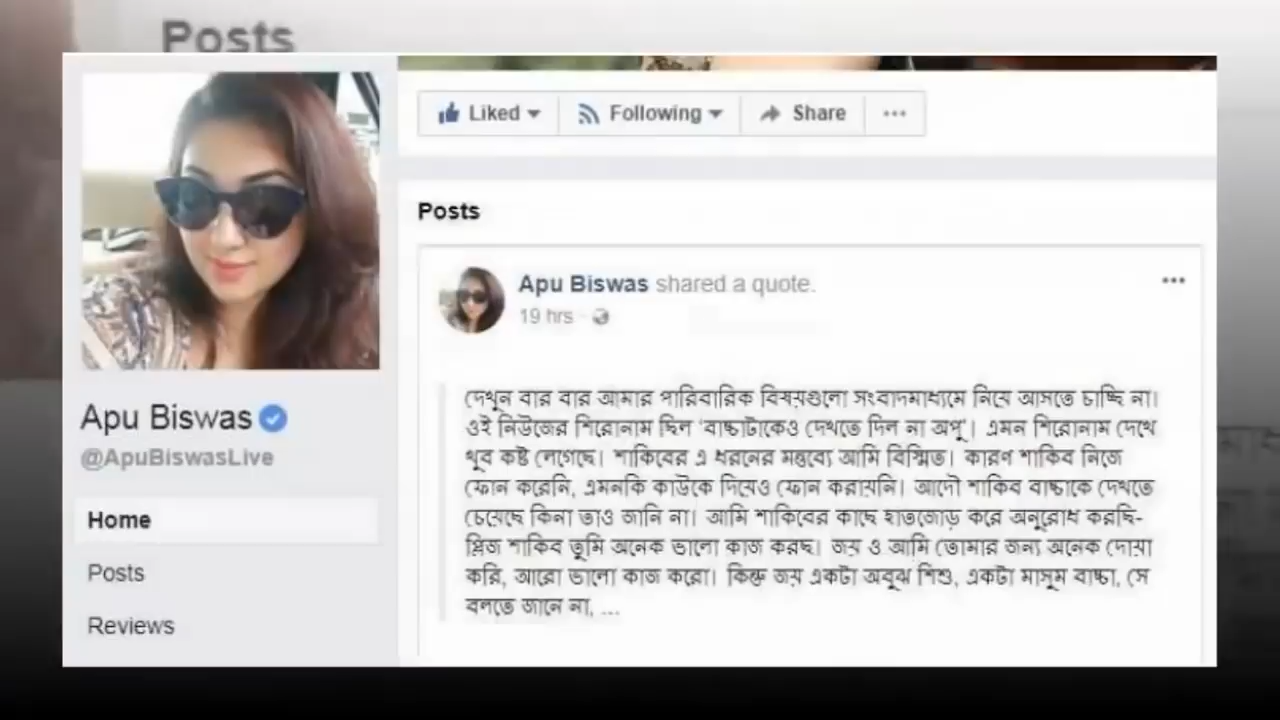 Posts
Liked
Following
Share
Posts
Apu Biswas shared a quote.
19 hrs
দেখুন বার বার আমার পারিবারিক বিষয়গুলো সংবাদমাধ্যমে নিয়ে আসতে চাচ্ছি না।
ওই নিউজের শিরোনাম ছিল 'বাচ্চাটাকেও দেখতে দিল না অপু'। এমন শিরোনাম দেখে
খুব কষ্ট লেগেছে। শাকিবের এ ধরনের মন্তব্যে আমি বিস্মিত। কারণ শাকিব নিজে
ফোন করেনি, এমনকি কাউকে দিয়েও ফোন করায়নি। আদৌ শাকিব বাচ্চাকে দেখতে
চেয়েছে কিনা তাও জানি না। আমি শাকিবের কাছে হাতজোড় করে অনুরোধ করছি-
প্লিজ শাকিব তুমি অনেক ভালো কাজ করছ। জয় ও আমি তোমার জন্য অনেক দোয়া
করি, আরো ভালো কাজ করো। কিন্তু জয় একটা অবুঝ শিশু, একটা মাসুম বাচ্চা, সে
বলতে জানে না, ...
Apu Biswas
@ApuBiswasLive
Home
Posts
Reviews